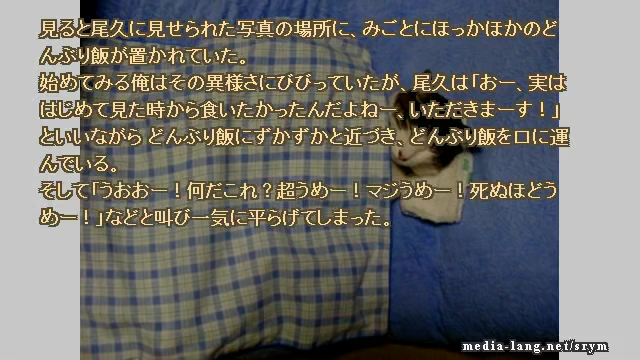 見ると尾久に見せられた写真の場所に、みごとにほっかほかのど
んぶり飯が置かれていた。
始めてみる俺はその異様さにびびっていたが、尾久は「おー、実は
はじめて見た時から食いたかったんだよねー、いただきまーす！」
といいながら どんぶり飯にずかずかと近づき、どんぶり飯を口に運
んでいる。
そして「うおおー！何だこれ？超うめー！マジうめー！死ぬほどう
めー！」などと叫び一気に平らげてしまった。
media-lang.net/srym